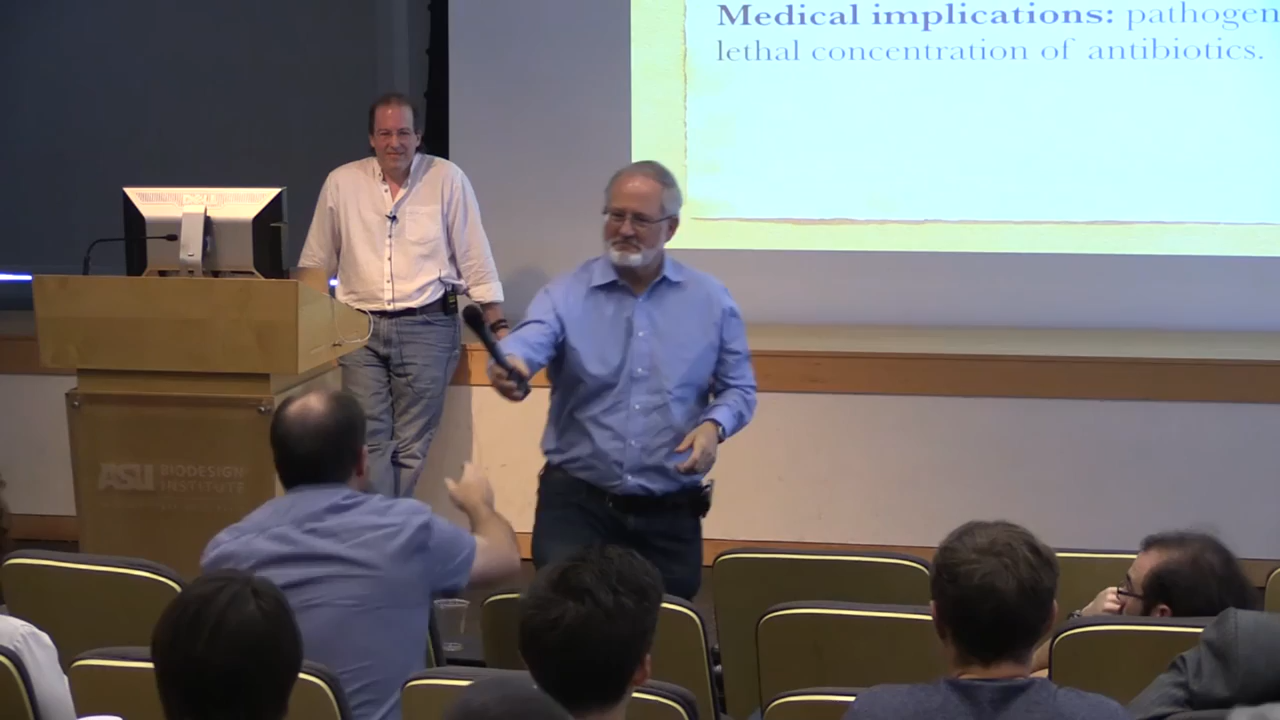 Medical implications: pathogen
lethal concentration of antibiotics.
ASU BIODESIGN
INSTITUTE